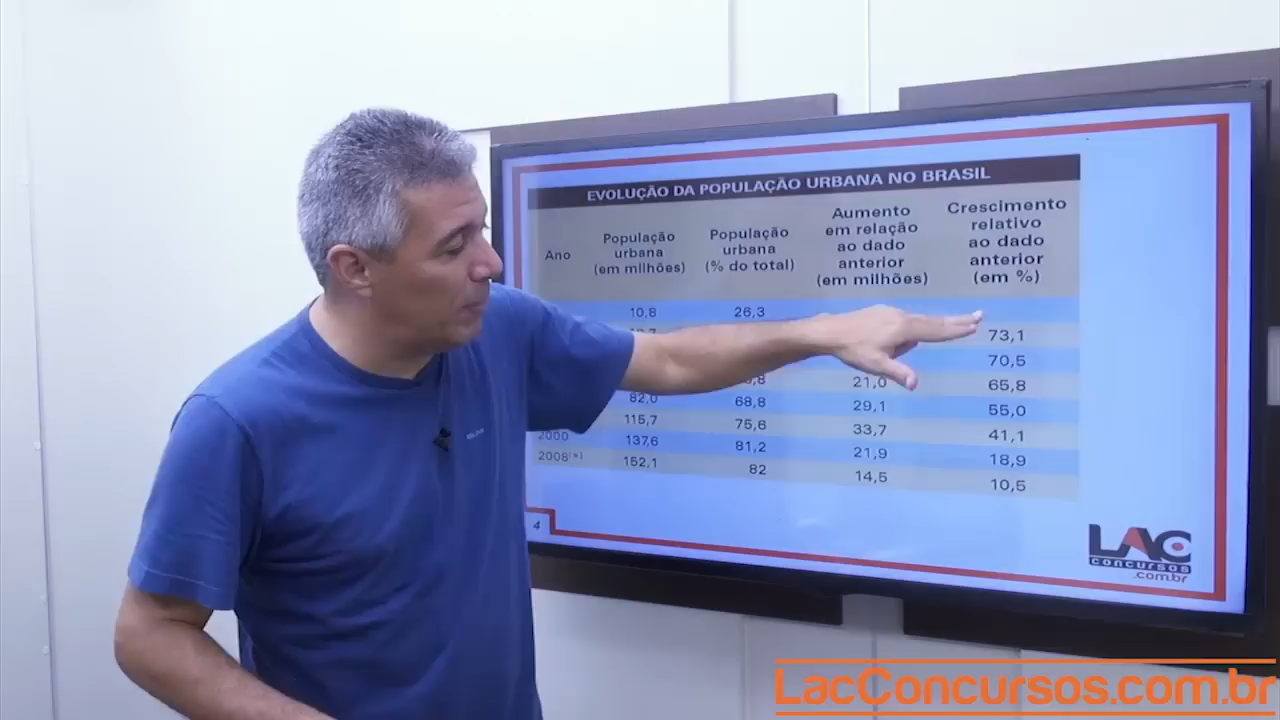 EVOLUÇÃO DA POPULAÇÃO URBANA NO BRASIL
Ano
População
urbana
(em milhões)
População
urbana
(% do total)
Aumento
em relação
ao dado
anterior
(em milhões)
Crescimento
relativo
ao dado
anterior
(em %)
10,8 26,3
73,1
70,5
21,0 65,8
82,0 68,8 29,1 55,0
115,7 75,6 33,7 41,1
2000 137,6 81,2 21,9 18,9
2008(*) 152,1 82 14,5 10,5
4
LAC
concursos
.com.br
LacConcursos.com.br